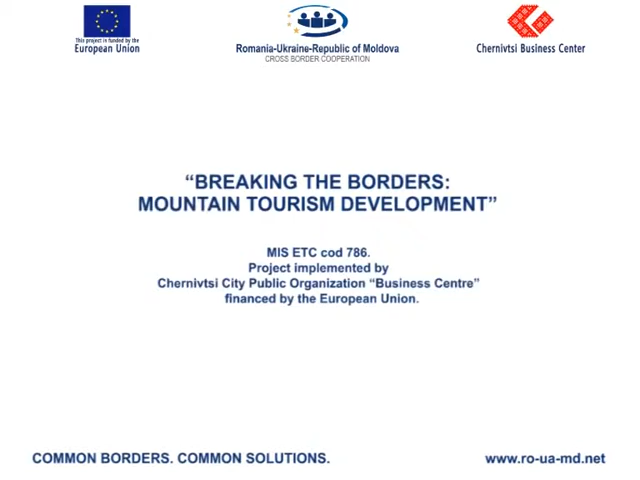 This project is funded by the
European Union
Romania-Ukraine-Republic of Moldova
CROSS BORDER COOPERATION
Chernivtsi Business Center
“BREAKING THE BORDERS:
MOUNTAIN TOURISM DEVELOPMENT”
MIS ETC cod 786.
Project implemented by
Chernivtsi City Public Organization “Business Centre”
financed by the European Union.
COMMON BORDERS. COMMON SOLUTIONS.
www.ro-ua-md.net